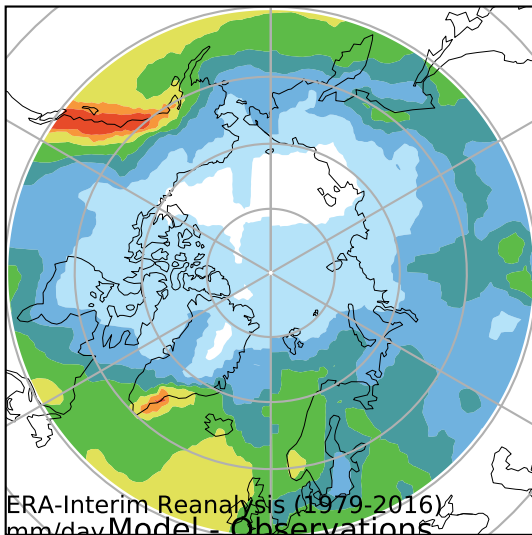 ERA-Interim Reanalysis (1979-2016)
mm/day Model - Observations